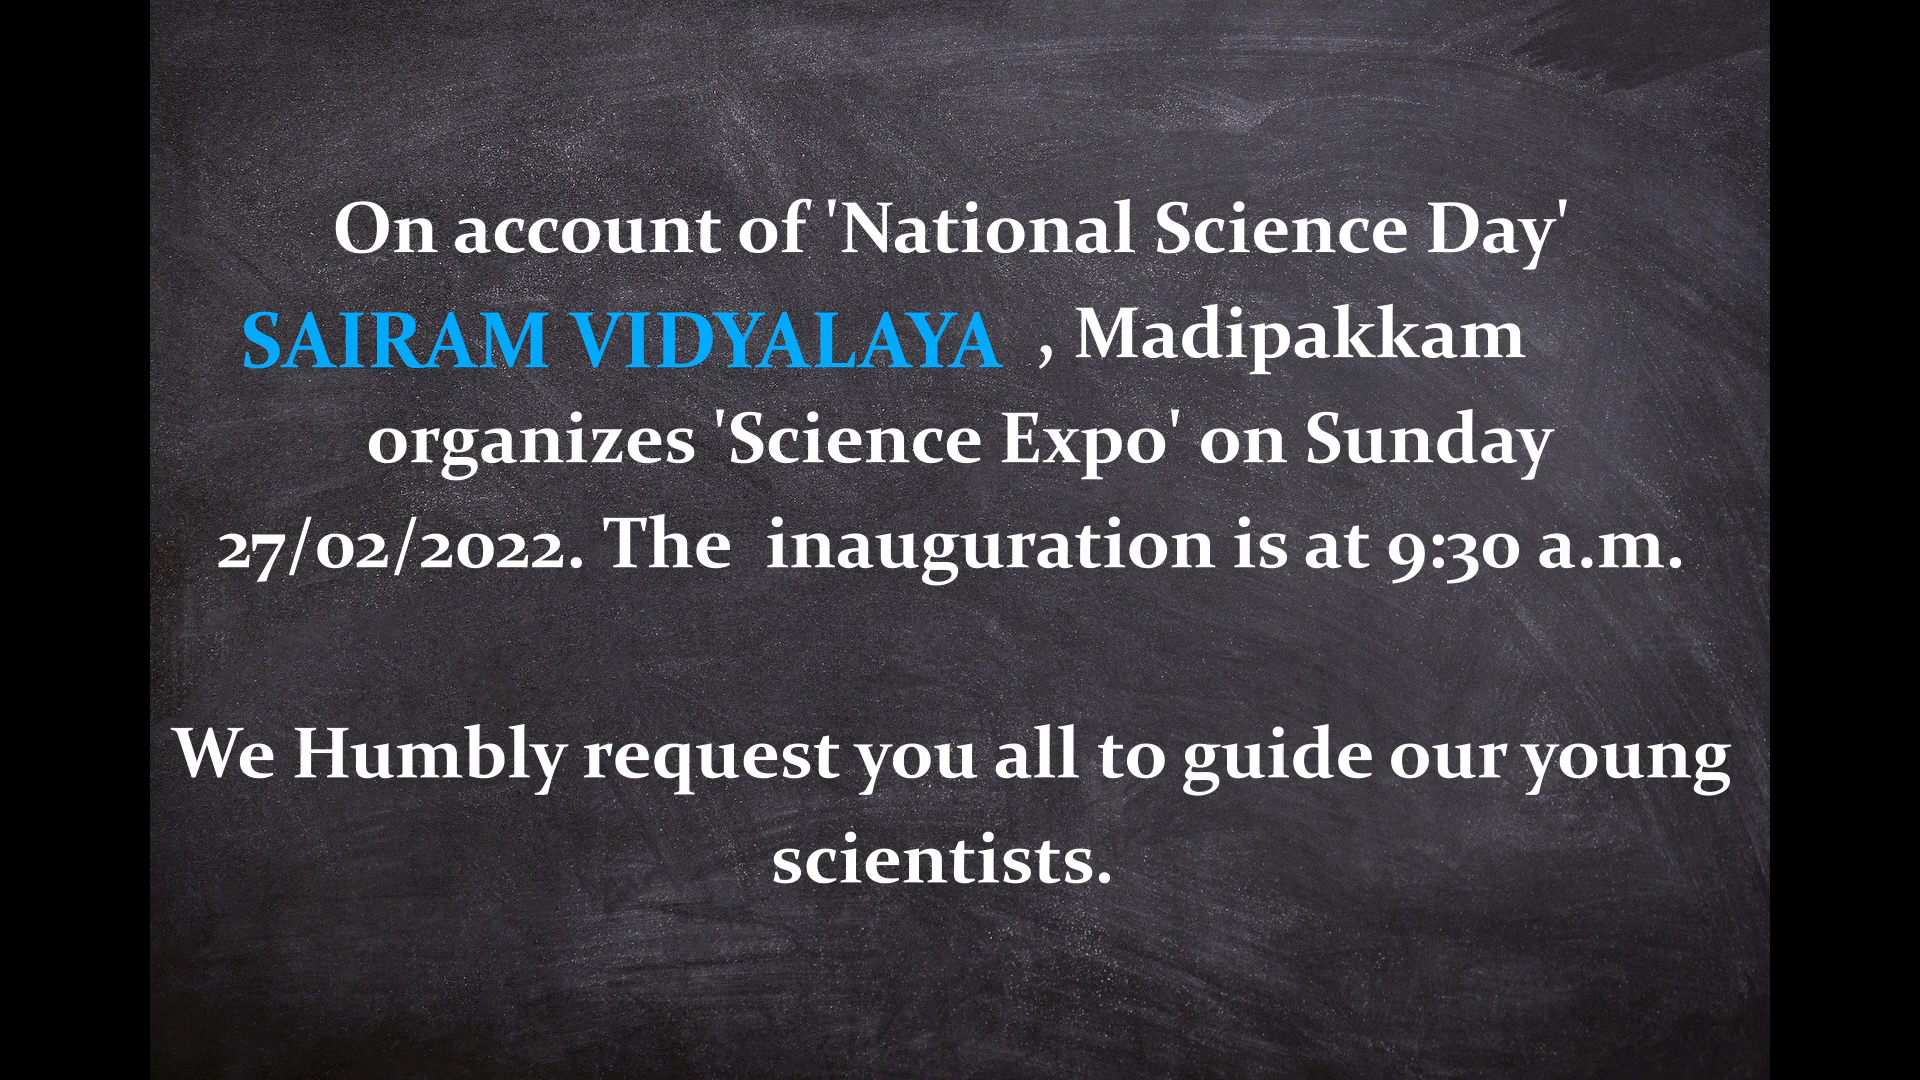 On account of 'National Science Day'
SAIRAM VIDYALAYA , Madipakkam
organizes 'Science Expo' on Sunday
27/02/2022. The inauguration is at 9:30 a.m.
We Humbly request you all to guide our young
scientists.